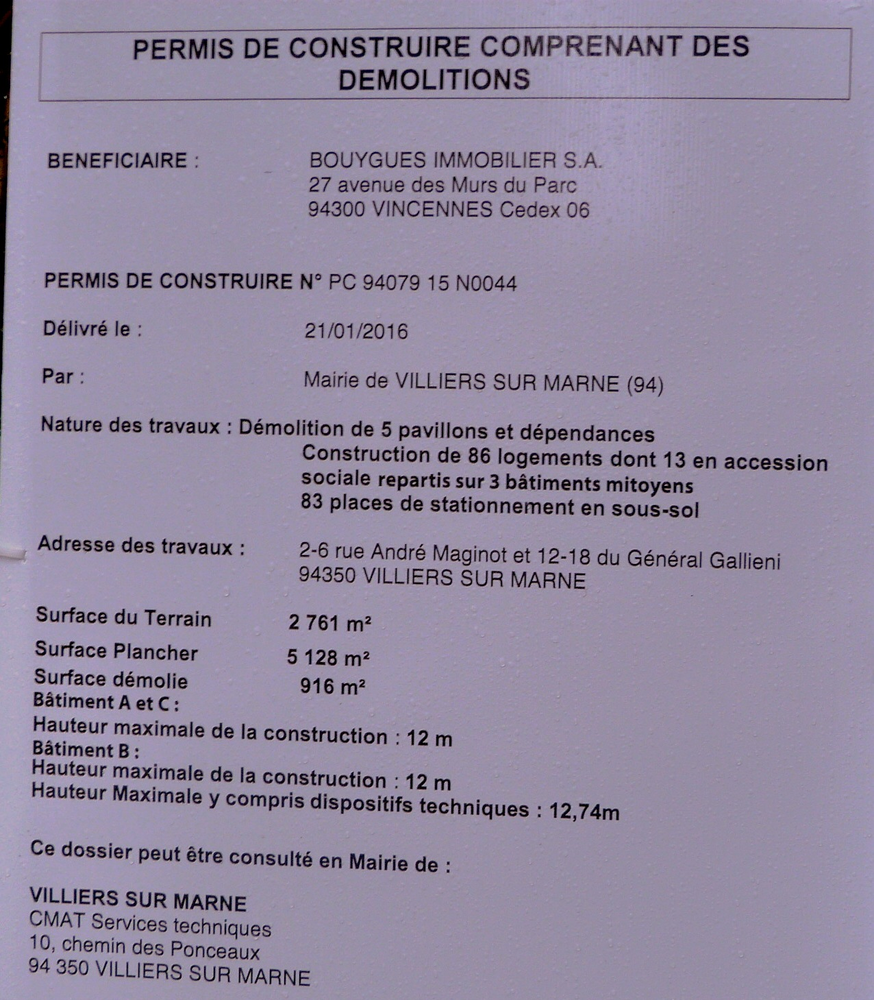 PERMIS DE CONSTRUIRE COMPRENANT DES
DEMOLITIONS
BENEFICIAIRE : BOUYGUES IMMOBILIER S.A.
27 avenue des Murs du Parc
94300 VINCENNES Cedex 06
PERMIS DE CONSTRUIRE N° PC 94079 15 N0044
Délivré le : 21/01/2016
Par : Mairie de VILLIERS SUR MARNE (94)
Nature des travaux : Démolition de 5 pavillons et dépendances
Construction de 86 logements dont 13 en accession
sociale repartis sur 3 bâtiments mitoyens
83 places de stationnement en sous-sol
Adresse des travaux : 2-6 rue André Maginot et 12-18 du Général Gallieni
94350 VILLIERS SUR MARNE
Surface du Terrain 2 761 m²
Surface Plancher 5 128 m²
Surface démolie 916 m²
Bâtiment A et C :
Hauteur maximale de la construction : 12 m
Bâtiment B :
Hauteur maximale de la construction : 12 m
Hauteur Maximale y compris dispositifs techniques : 12,74m
Ce dossier peut être consulté en Mairie de :
VILLIERS SUR MARNE
CMAT Services techniques
10, chemin des Ponceaux
94 350 VILLIERS SUR MARNE